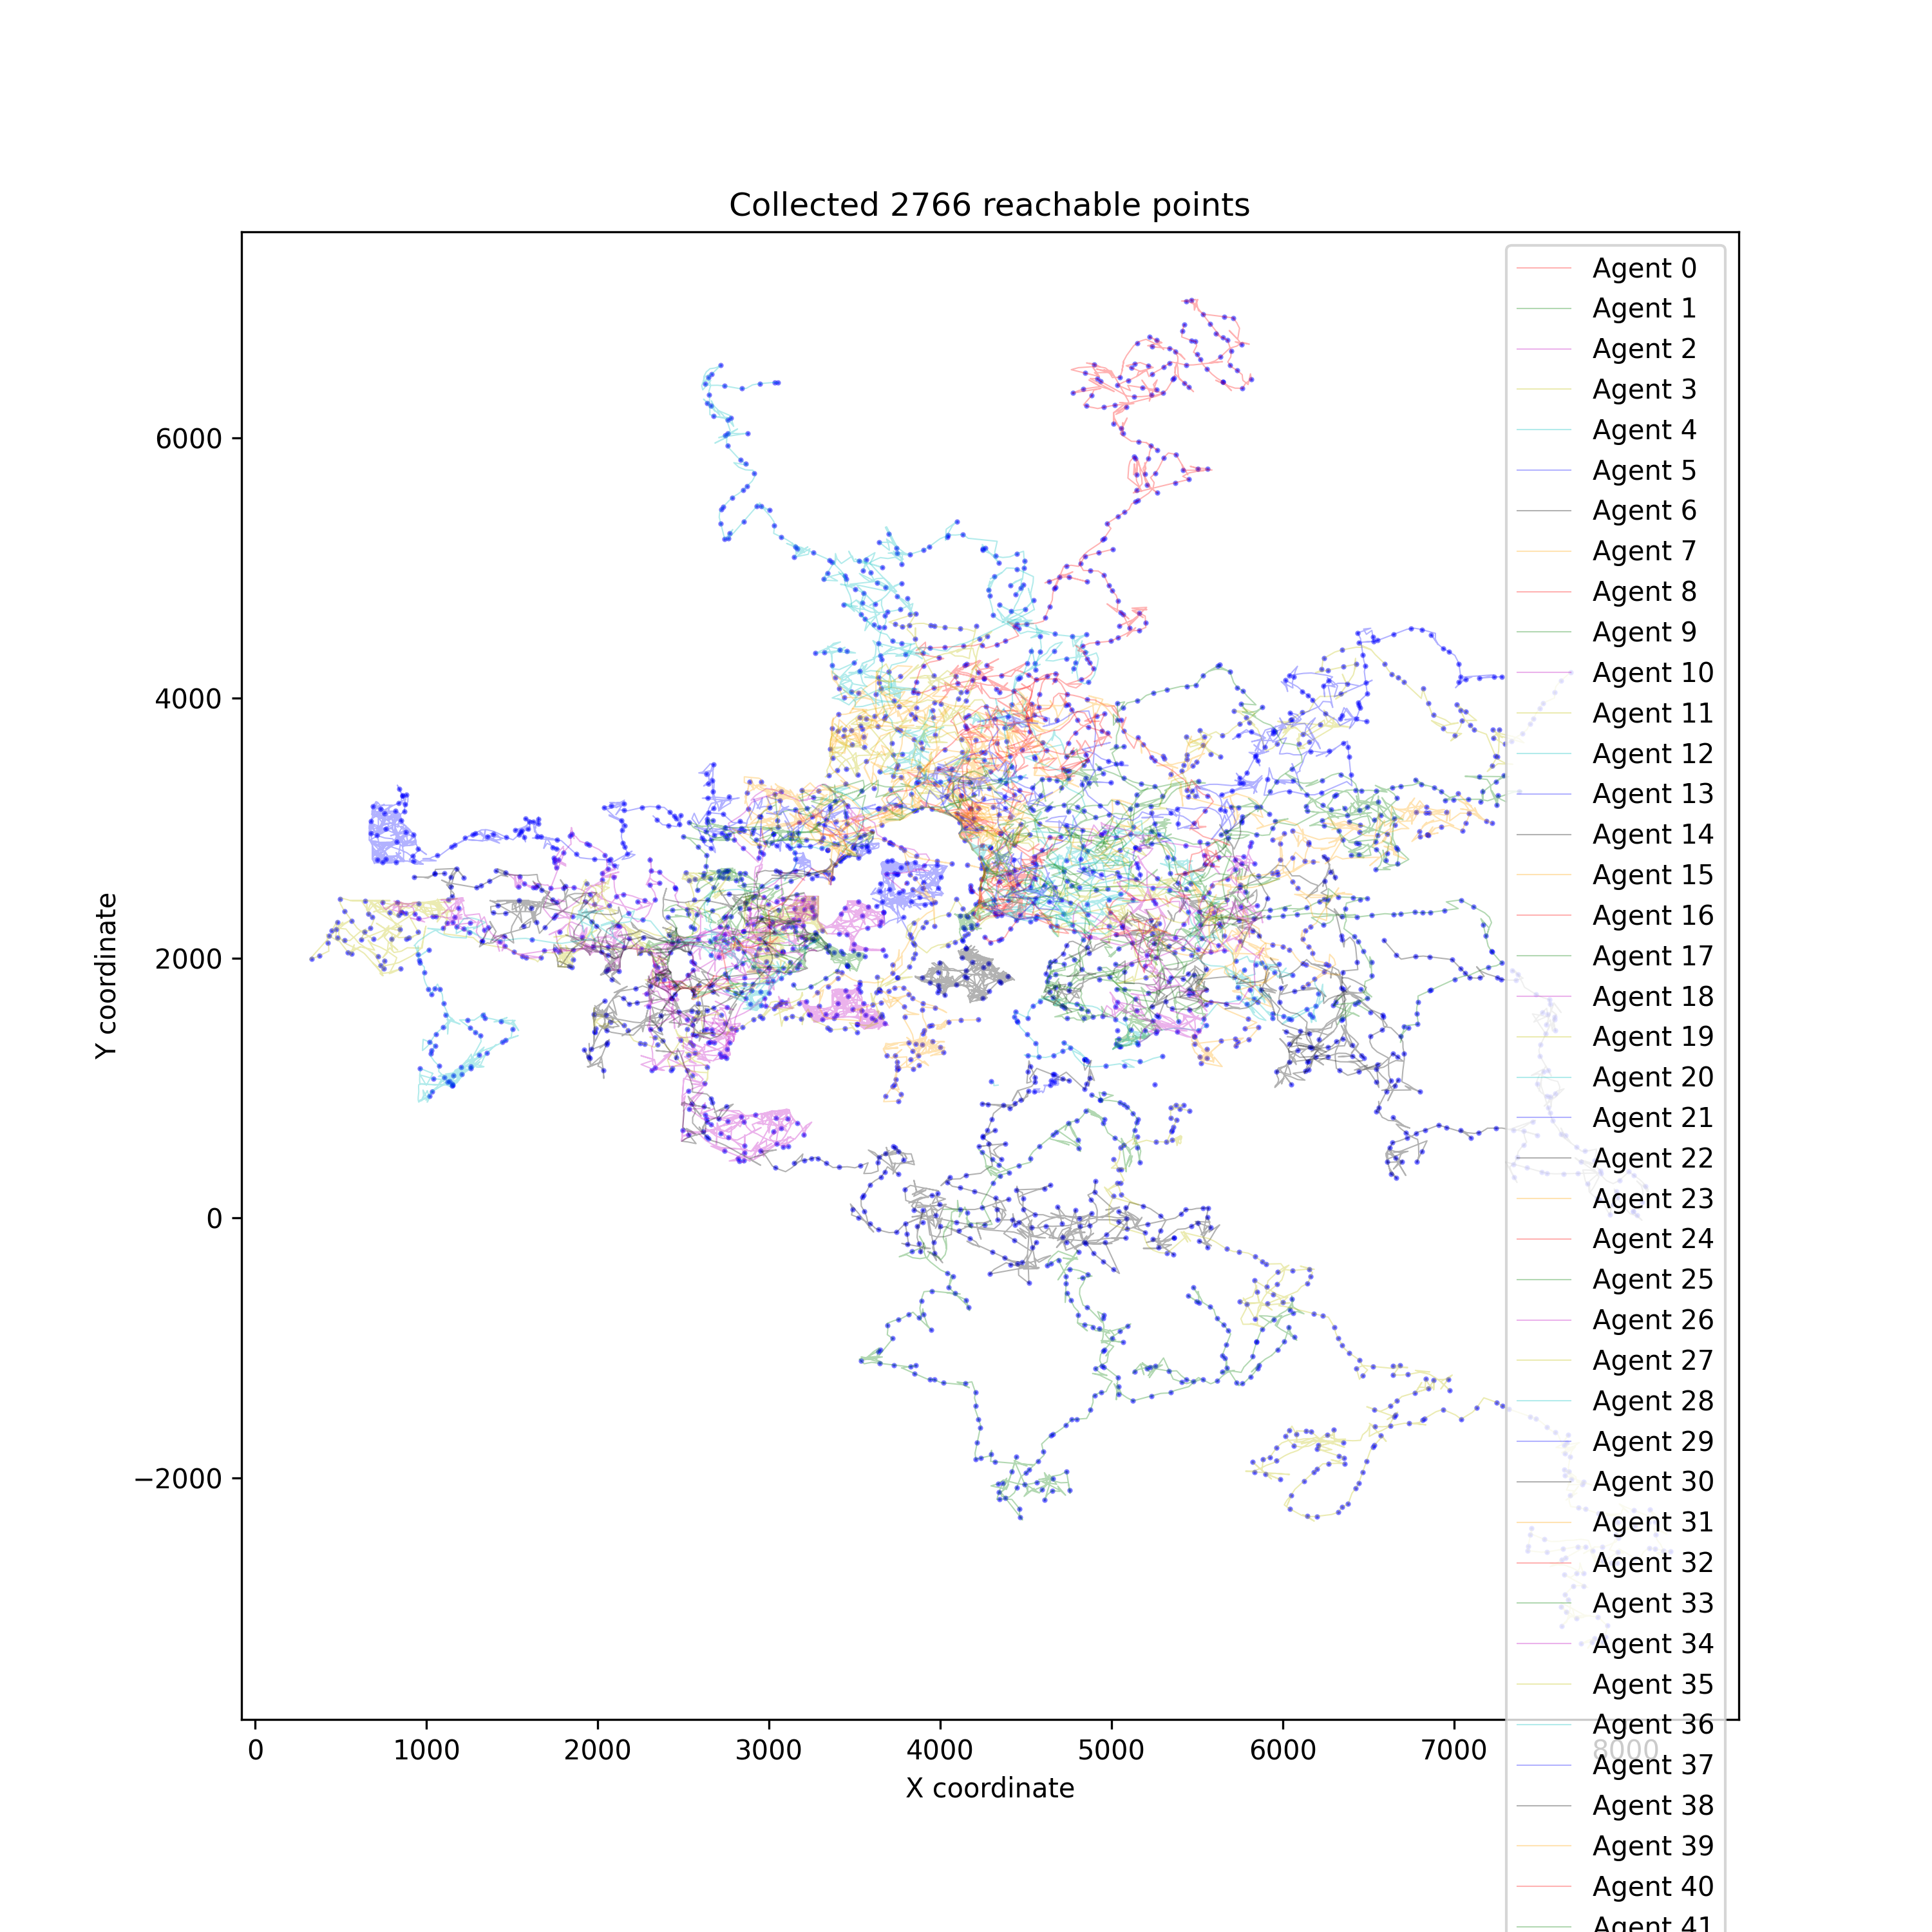 Collected 2766 reachable points
Y coordinate
6000
4000
2000
0
−2000
0 1000 2000 3000 4000 5000 6000 7000 8000
X coordinate
Agent 0
Agent 1
Agent 2
Agent 3
Agent 4
Agent 5
Agent 6
Agent 7
Agent 8
Agent 9
Agent 10
Agent 11
Agent 12
Agent 13
Agent 14
Agent 15
Agent 16
Agent 17
Agent 18
Agent 19
Agent 20
Agent 21
Agent 22
Agent 23
Agent 24
Agent 25
Agent 26
Agent 27
Agent 28
Agent 29
Agent 30
Agent 31
Agent 32
Agent 33
Agent 34
Agent 35
Agent 36
Agent 37
Agent 38
Agent 39
Agent 40
Agent 41